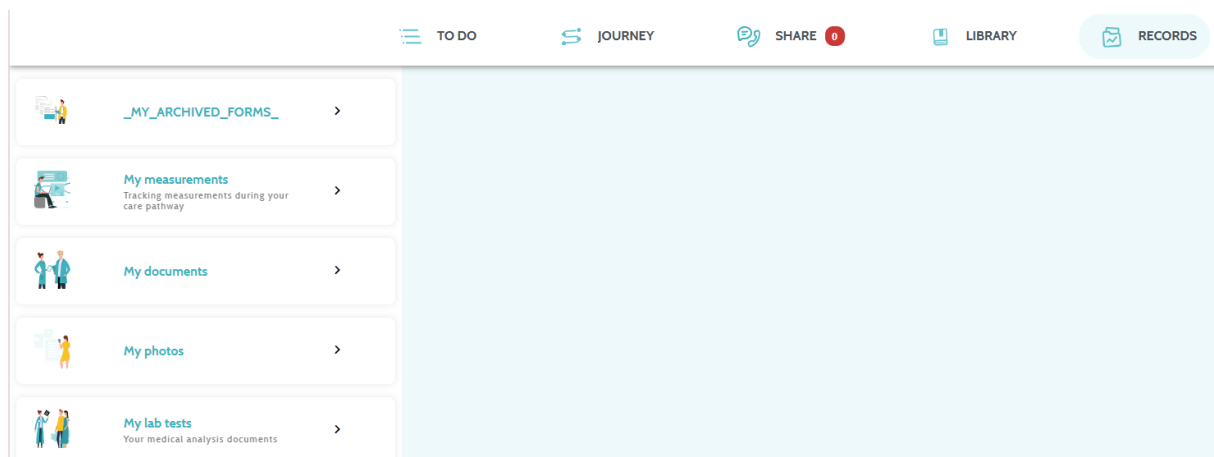 TO DO
JOURNEY
SHARE 0
LIBRARY
RECORDS
_MY_ARCHIVED_FORMS_
My measurements
Tracking measurements during your
care pathway
My documents
My photos
My lab tests
Your medical analysis documents